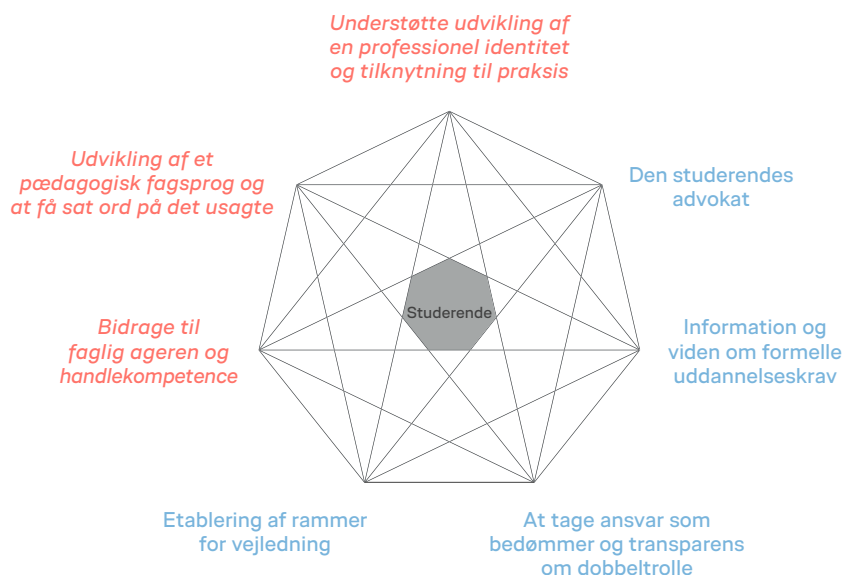 Understøtte udvikling af
en professionel identitet
og tilknytning til praksis
Udvikling af et
pædagogisk fagsprog og
at få sat ord på det usagte
Den studerendes
advokat
Studerende
Bidrage til
faglig ageren og
handlekompetence
Information og
viden om formelle
uddannelseskrav
Etablering af rammer
for vejledning
At tage ansvar som
bedømmer og transparens
om dobbeltrolle